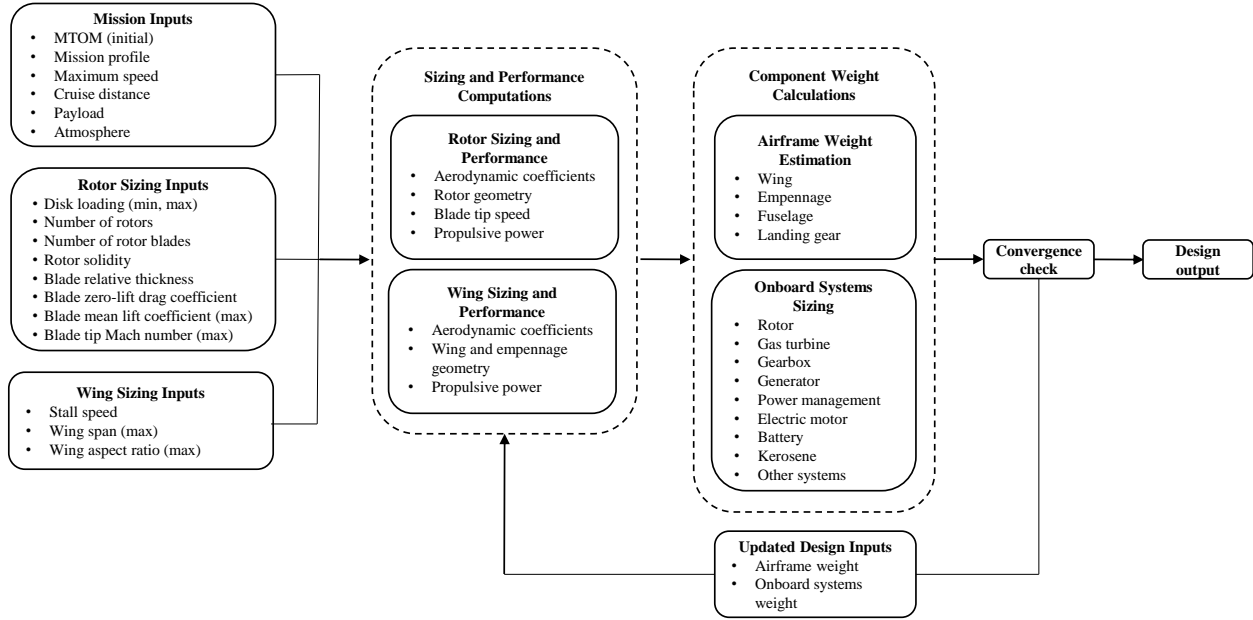 Mission Inputs
• MTOM (initial)
• Mission profile
• Maximum speed
• Cruise distance
• Payload
• Atmosphere
Rotor Sizing Inputs
• Disk loading (min, max)
• Number of rotors
• Number of rotor blades
• Rotor solidity
• Blade relative thickness
• Blade zero-lift drag coefficient
• Blade mean lift coefficient (max)
• Blade tip Mach number (max)
Wing Sizing Inputs
• Stall speed
• Wing span (max)
• Wing aspect ratio (max)
Sizing and Performance
Computations
Rotor Sizing and
Performance
• Aerodynamic coefficients
• Rotor geometry
• Blade tip speed
• Propulsive power
Wing Sizing and
Performance
• Aerodynamic coefficients
• Wing and empennage
geometry
• Propulsive power
Component Weight
Calculations
Airframe Weight
Estimation
• Wing
• Empennage
• Fuselage
• Landing gear
Onboard Systems
Sizing
• Rotor
• Gas turbine
• Gearbox
• Generator
• Power management
• Electric motor
• Battery
• Kerosene
• Other systems
Convergence
check
Design
output
Updated Design Inputs
• Airframe weight
• Onboard systems
weight